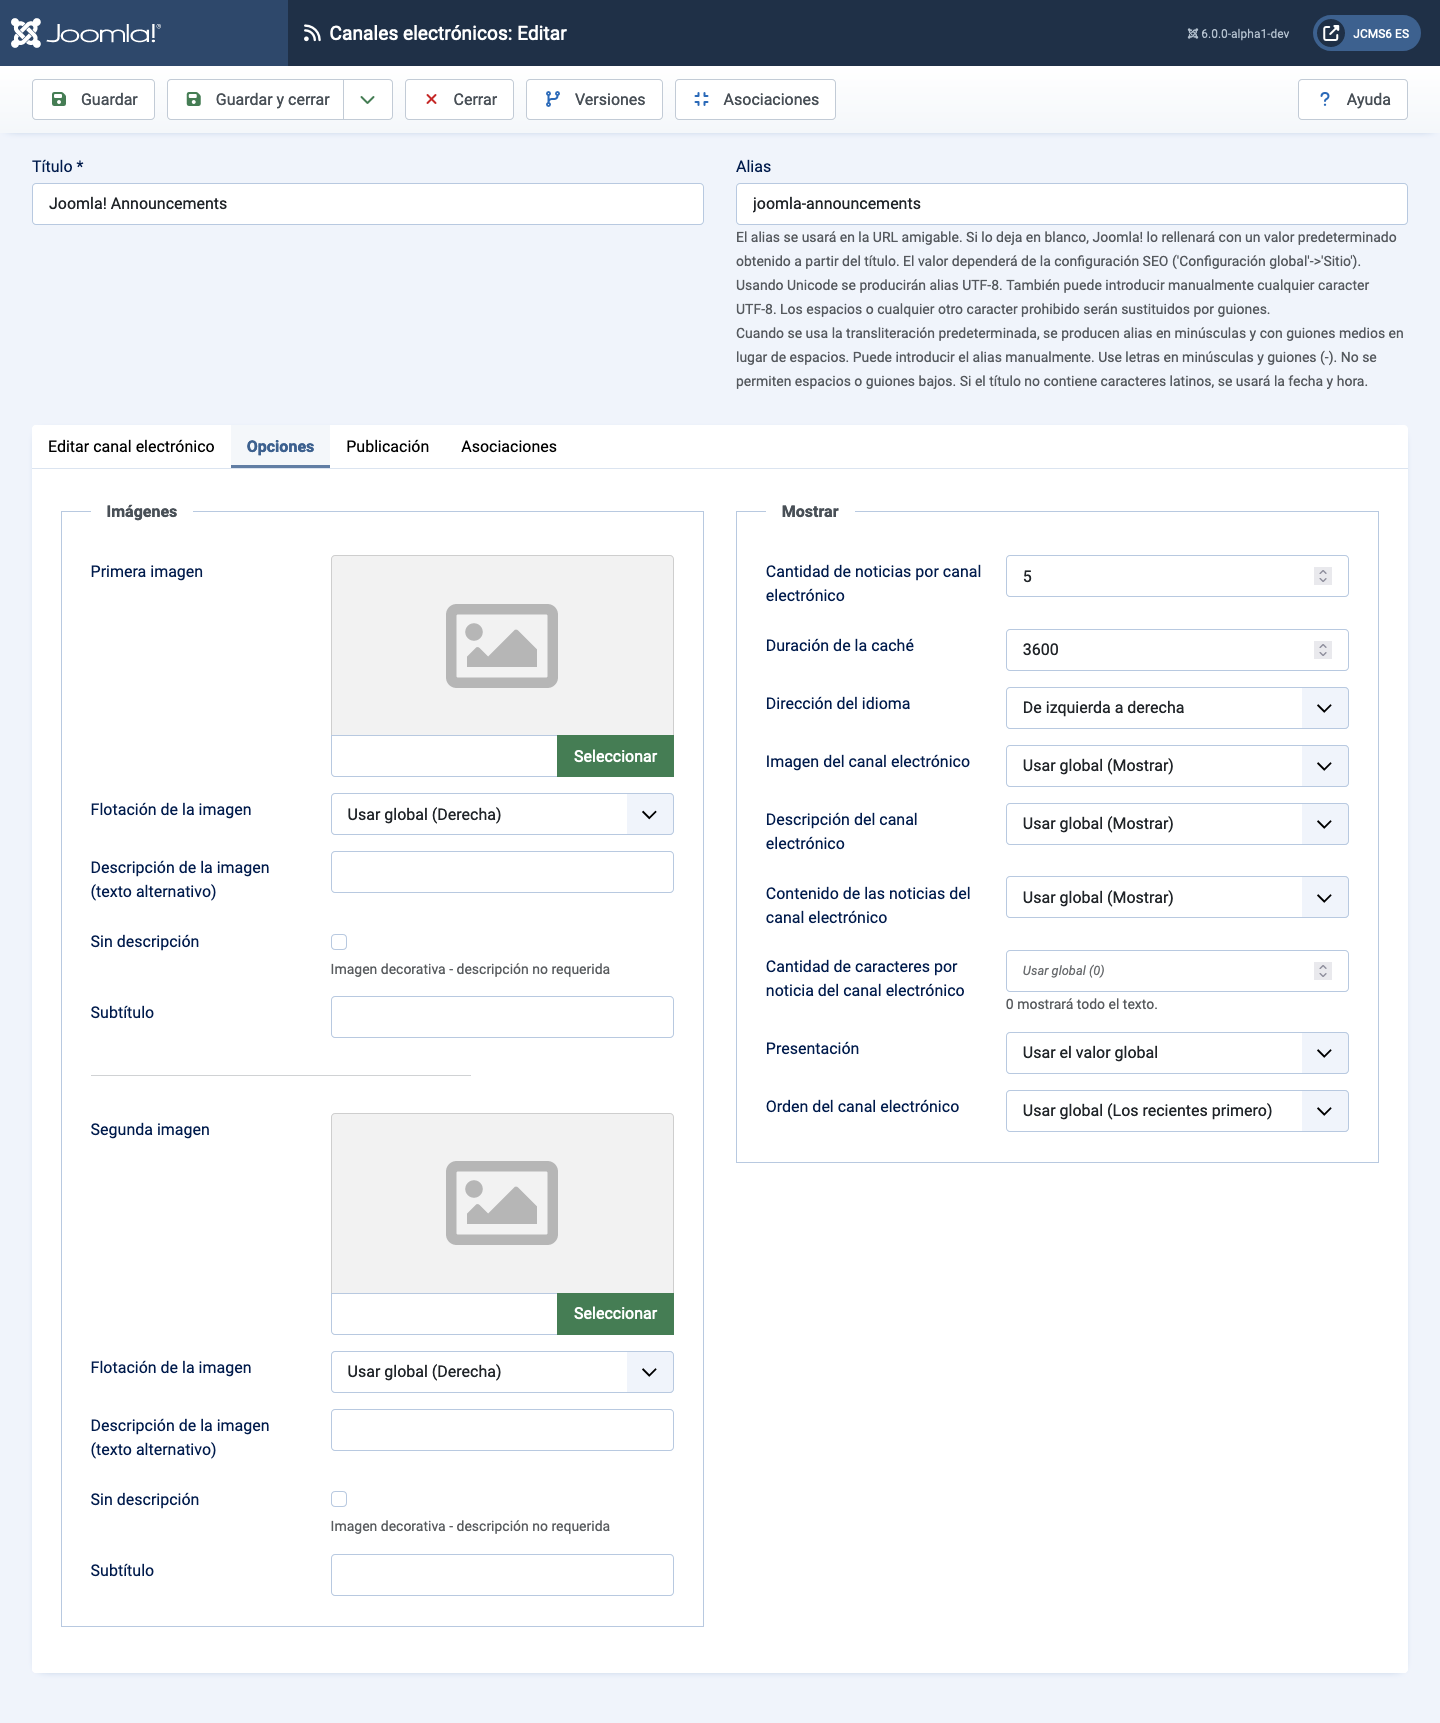 Joomla!®
Canales electrónicos: Editar
6.0.0-alpha1-dev
JCMS6 ES
Guardar
Guardar y cerrar
Cerrar
Versiones
Asociaciones
Ayuda
Título *
Joomla! Announcements
Alias
joomla-announcements
El alias se usará en la URL amigable. Si lo deja en blanco, Joomla! lo rellenará con un valor predeterminado
obtenido a partir del título. El valor dependerá de la configuración SEO ('Configuración global'->'Sitio').
Usando Unicode se producirán alias UTF-8. También puede introducir manualmente cualquier caracter
UTF-8. Los espacios o cualquier otro caracter prohibido serán sustituidos por guiones.
Cuando se usa la transliteración predeterminada, se producen alias en minúsculas y con guiones medios en
lugar de espacios. Puede introducir el alias manualmente. Use letras en minúsculas y guiones (-). No se
permiten espacios o guiones bajos. Si el título no contiene caracteres latinos, se usará la fecha y hora.
Editar canal electrónico
Opciones
Publicación
Asociaciones
Imágenes
Primera imagen
Seleccionar
Flotación de la imagen
Usar global (Derecha)
Descripción de la imagen
(texto alternativo)
Sin descripción
Imagen decorativa - descripción no requerida
Subtítulo
Segunda imagen
Seleccionar
Flotación de la imagen
Usar global (Derecha)
Descripción de la imagen
(texto alternativo)
Sin descripción
Imagen decorativa - descripción no requerida
Subtítulo
Mostrar
Cantidad de noticias por canal
electrónico
5
Duración de la caché
3600
Dirección del idioma
De izquierda a derecha
Imagen del canal electrónico
Usar global (Mostrar)
Descripción del canal
electrónico
Usar global (Mostrar)
Contenido de las noticias del
canal electrónico
Usar global (Mostrar)
Cantidad de caracteres por
noticia del canal electrónico
Usar global (0)
0 mostrará todo el texto.
Presentación
Usar el valor global
Orden del canal electrónico
Usar global (Los recientes primero)